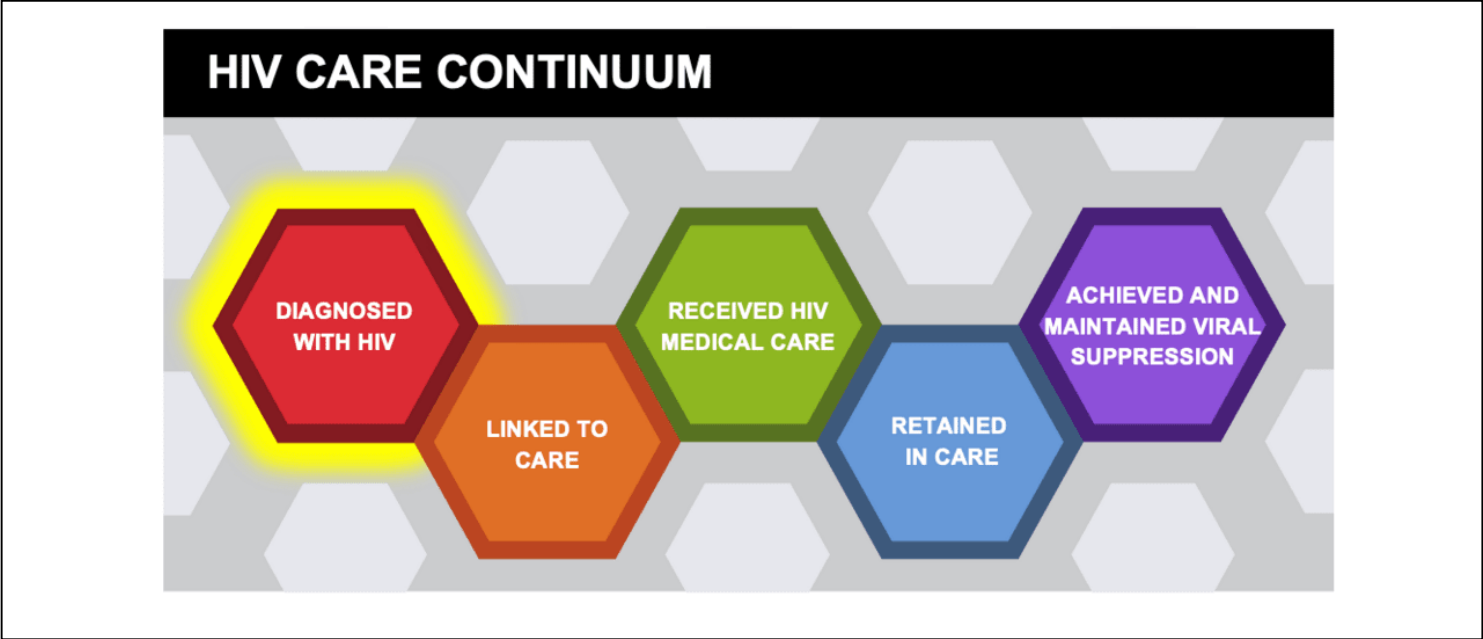 HIV CARE CONTINUUM
DIAGNOSED
WITH HIV
LINKED TO
CARE
RECEIVED HIV
MEDICAL CARE
RETAINED
IN CARE
ACHIEVED AND
MAINTAINED VIRAL
SUPPRESSION